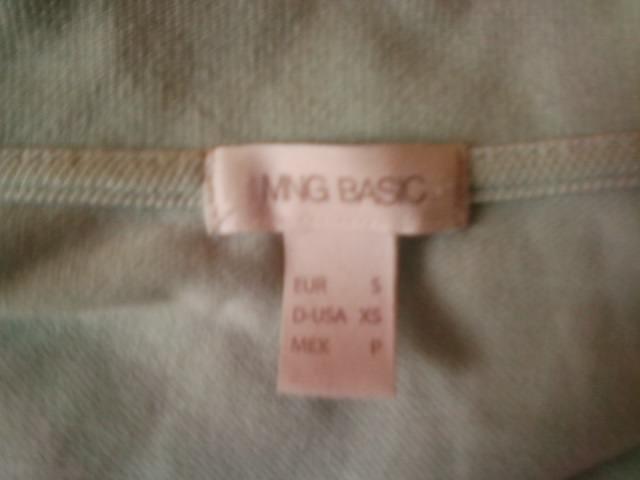 MNG BASIC
EUR S
D-USA XS
MEX P